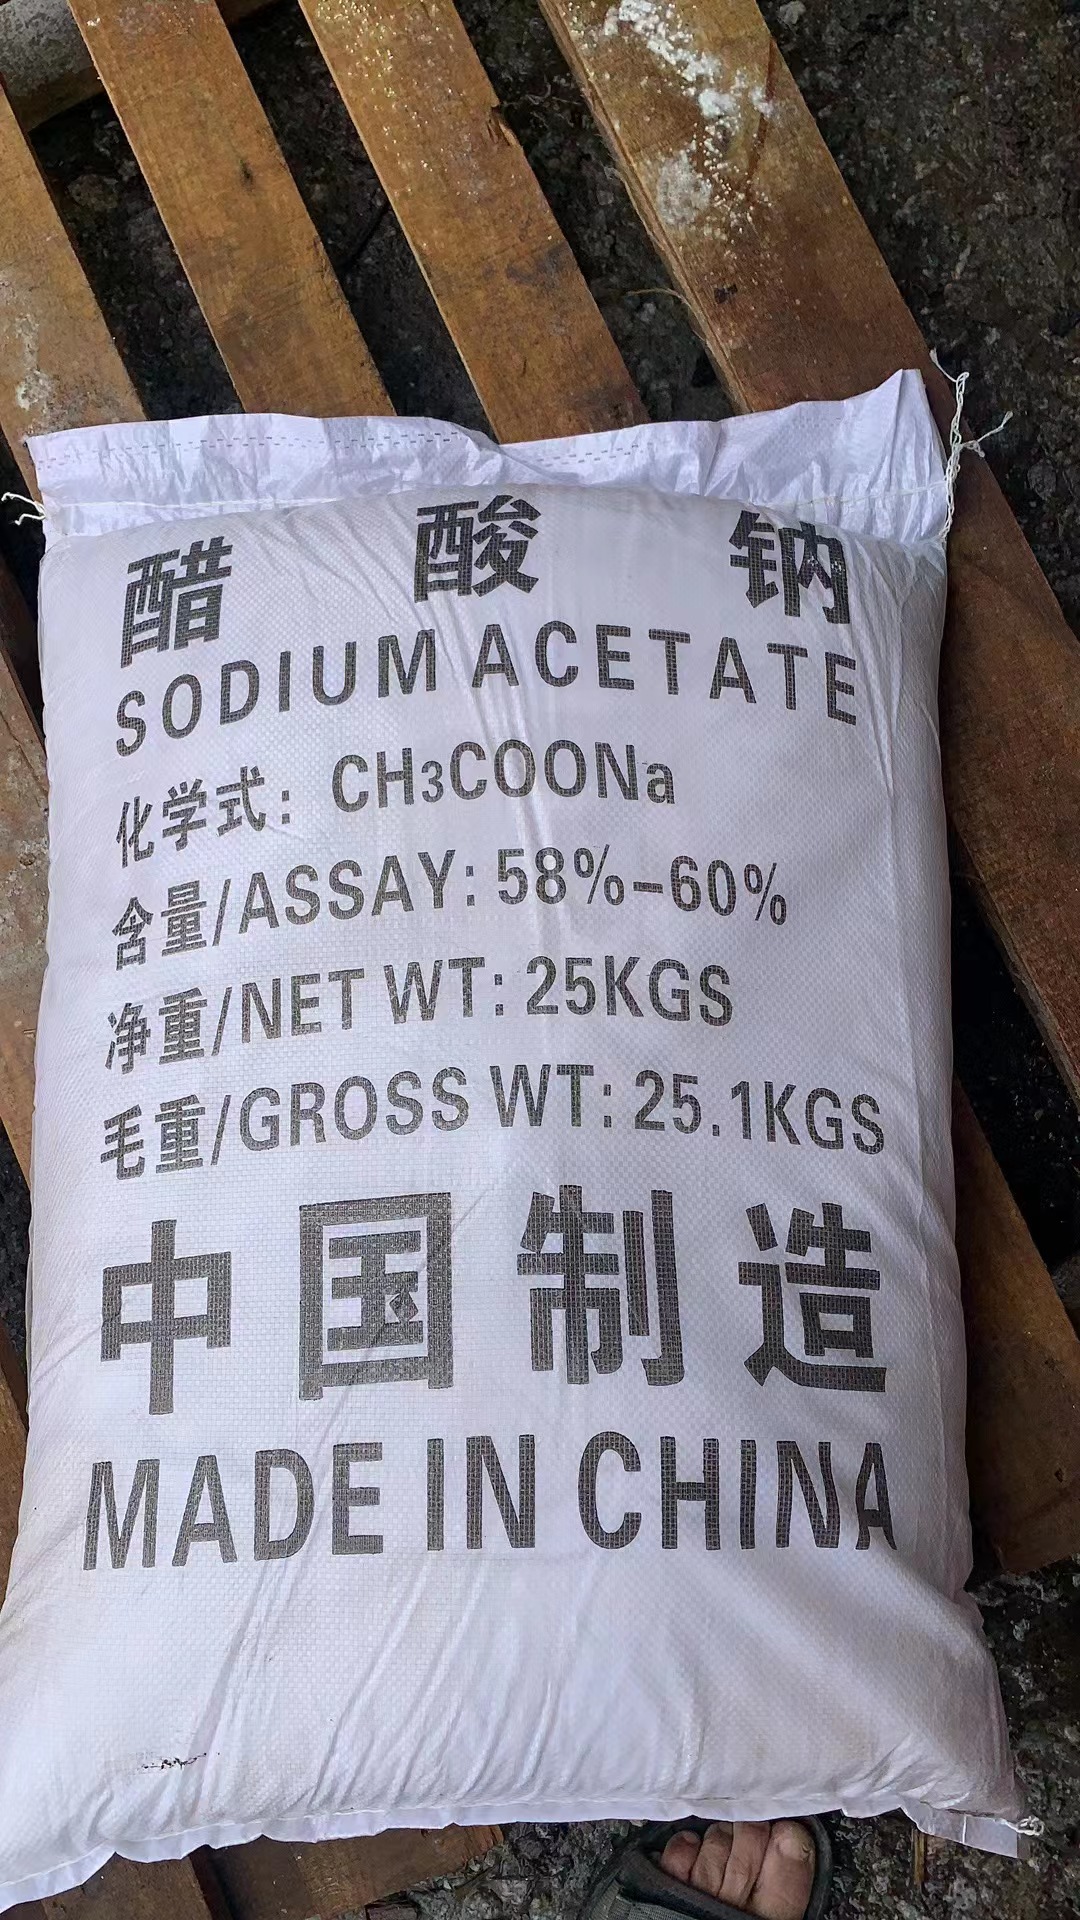 醋酸钠
SODIUM ACETATE
化学式：CH₃COONa
含量/ASSAY:58%-60%
净重/NET WT:25KGS
毛重/GROSS WT:25.1KGS
中国制造
MADE IN CHINA